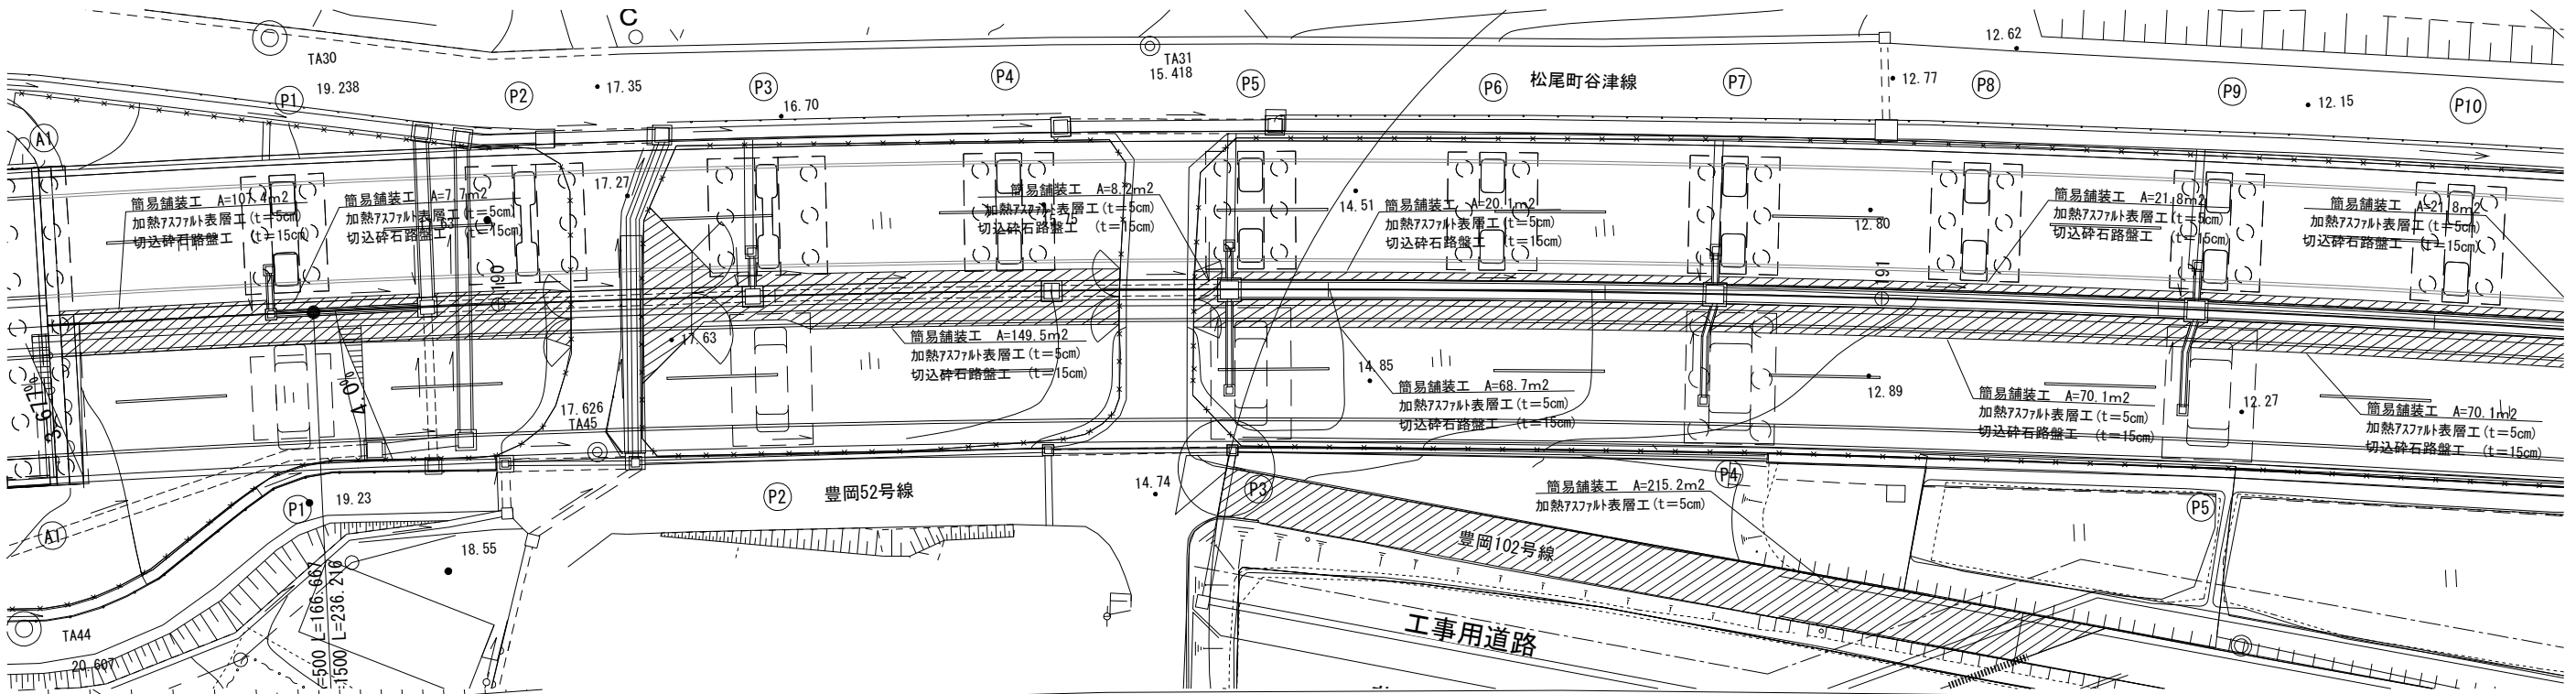 C
TA30
19.238
P1
P2
17.35
P3
16.70
P4
TA31
15.418
P5
P6
松尾町谷津線
P7
12.62
12.77
P8
P9
12.15
P10
A1
簡易舗装工 A=107.4m2
加熱アスファルト表層工(t=5cm)
切込砕石路盤工 (t=15cm)
簡易舗装工 A=7.7m2
加熱アスファルト表層工(t=5cm)
切込砕石路盤工 (t=15cm)
17.27
簡易舗装工 A=8.2m2
加熱アスファルト表層工(t=5cm)
切込砕石路盤工 (t=15cm)
14.51
簡易舗装工 A=20.1m2
加熱アスファルト表層工(t=5cm)
切込砕石路盤工 (t=15cm)
12.80
簡易舗装工 A=21.8m2
加熱アスファルト表層工(t=5cm)
切込砕石路盤工 (t=15cm)
簡易舗装工 A=21.8m2
加熱アスファルト表層工(t=5cm)
切込砕石路盤工 (t=15cm)
190
191
17.63
簡易舗装工 A=149.5m2
加熱アスファルト表層工(t=5cm)
切込砕石路盤工 (t=15cm)
14.85
簡易舗装工 A=68.7m2
加熱アスファルト表層工(t=5cm)
切込砕石路盤工 (t=15cm)
12.89
簡易舗装工 A=70.1m2
加熱アスファルト表層工(t=5cm)
切込砕石路盤工 (t=15cm)
12.27
簡易舗装工 A=70.1m2
加熱アスファルト表層工(t=5cm)
切込砕石路盤工 (t=15cm)
17.626
TA45
A1
P1
19.23
P2
豊岡52号線
14.74
P3
P4
簡易舗装工 A=215.2m2
加熱アスファルト表層工(t=5cm)
P5
18.55
豊岡102号線
工事用道路
TA44
20.607
=500 L=166.667
=1500 L=236.216